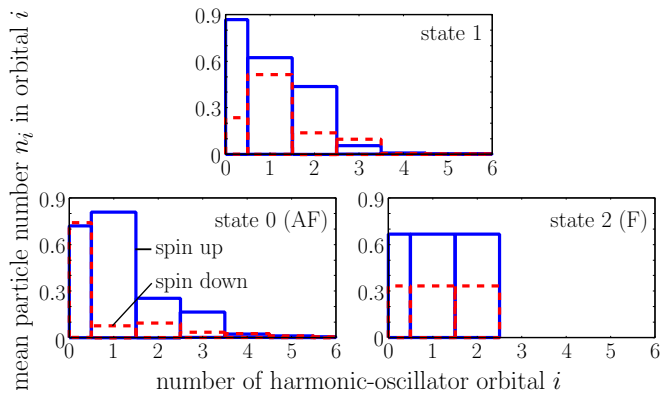 mean particle number n_i in orbital i
0.9
0.6
0.3
0
state 1
0 1 2 3 4 5 6
0.9
0.6
0.3
0
state 0 (AF)
spin up
spin down
0 1 2 3 4 5 6
0.9
0.6
0.3
0
state 2 (F)
0 1 2 3 4 5 6
number of harmonic-oscillator orbital i